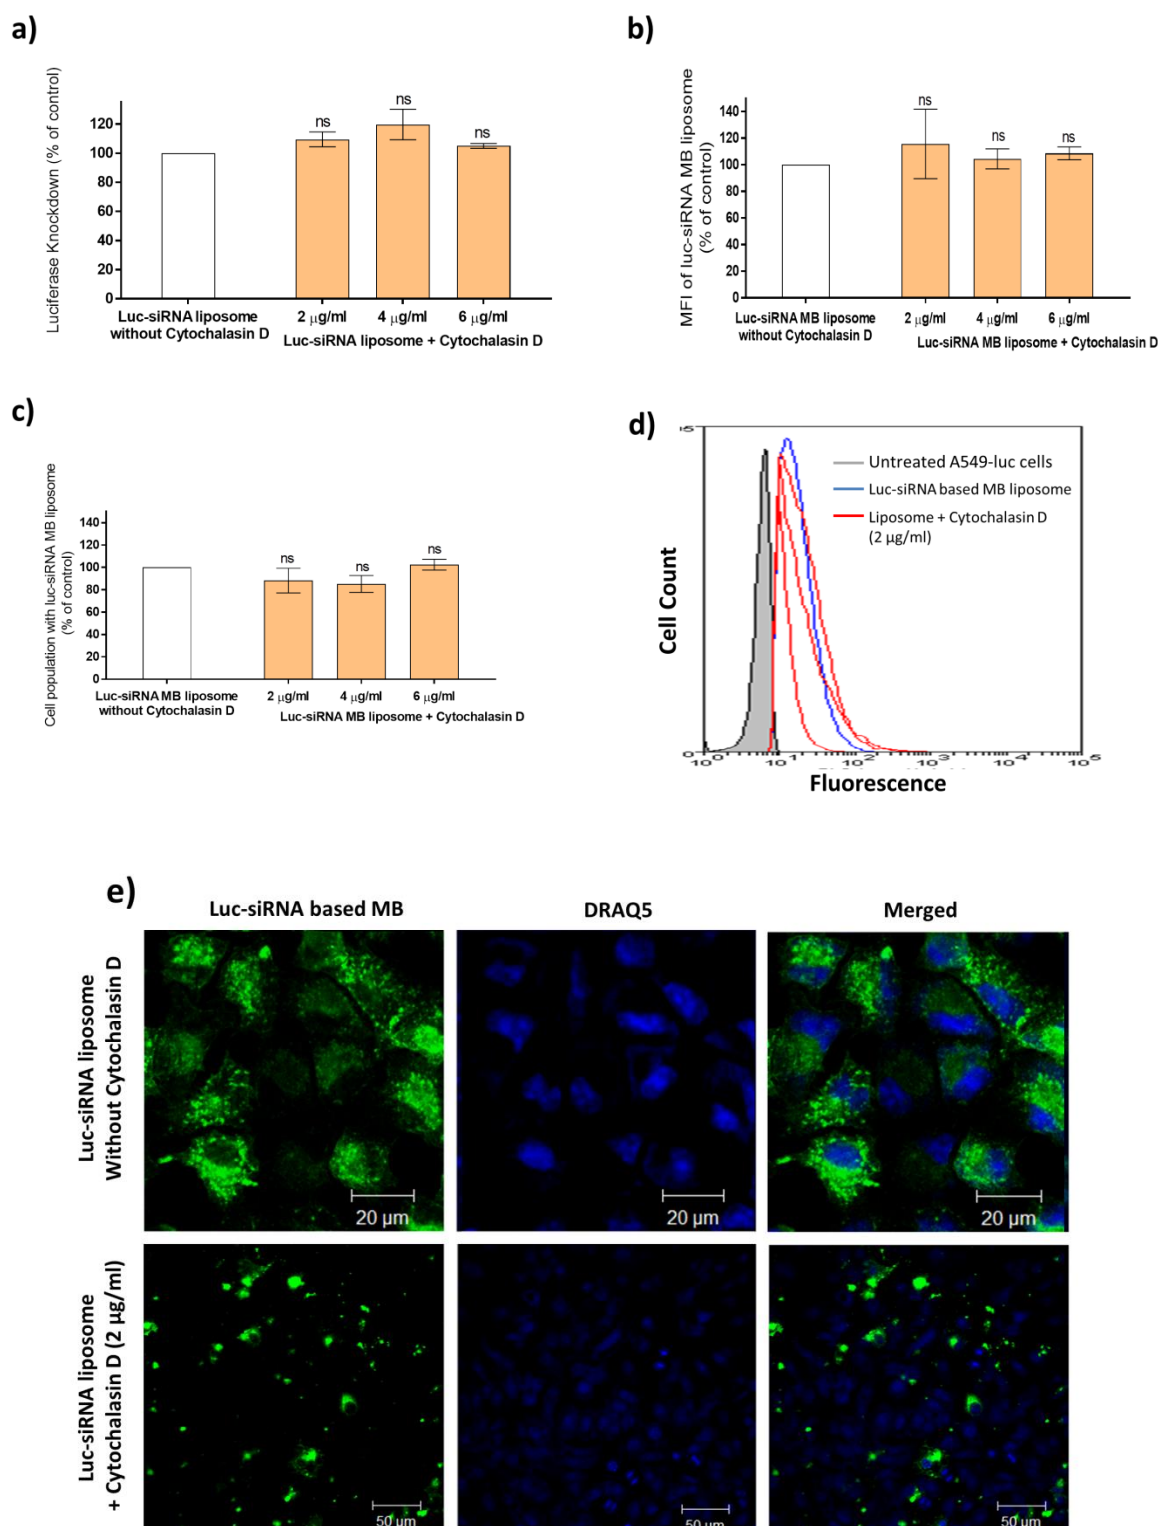 a)
Luciferase Knockdown (% of control)
120
100
80
60
40
20
0
ns
ns
ns
Luc-siRNA liposome
without Cytochalasin D
2 µg/ml
4 µg/ml
6 µg/ml
Luc-siRNA liposome + Cytochalasin D
b)
MFI of luc-siRNA MB liposome
(% of control)
140
120
100
80
60
40
20
0
ns
ns
ns
Luc-siRNA MB liposome
without Cytochalasin D
2 µg/ml
4 µg/ml
6 µg/ml
Luc-siRNA MB liposome + Cytochalasin D
c)
Cell population with luc-siRNA MB liposome
(% of control)
140
120
100
80
60
40
20
0
ns
ns
ns
Luc-siRNA MB liposome
without Cytochalasin D
2 µg/ml
4 µg/ml
6 µg/ml
Luc-siRNA MB liposome + Cytochalasin D
d)
Cell Count
Untreated A549-luc cells
Luc-siRNA based MB liposome
Liposome + Cytochalasin D
(2 µg/ml)
0
10⁰
10¹
10²
10³
10⁴
10⁵
Fluorescence
e)
Luc-siRNA based MB
DRAQ5
Merged
Luc-siRNA liposome
Without Cytochalasin D
20 µm
20 µm
20 µm
Luc-siRNA liposome
+ Cytochalasin D (2 µg/ml)
50 µm
50 µm
50 µm